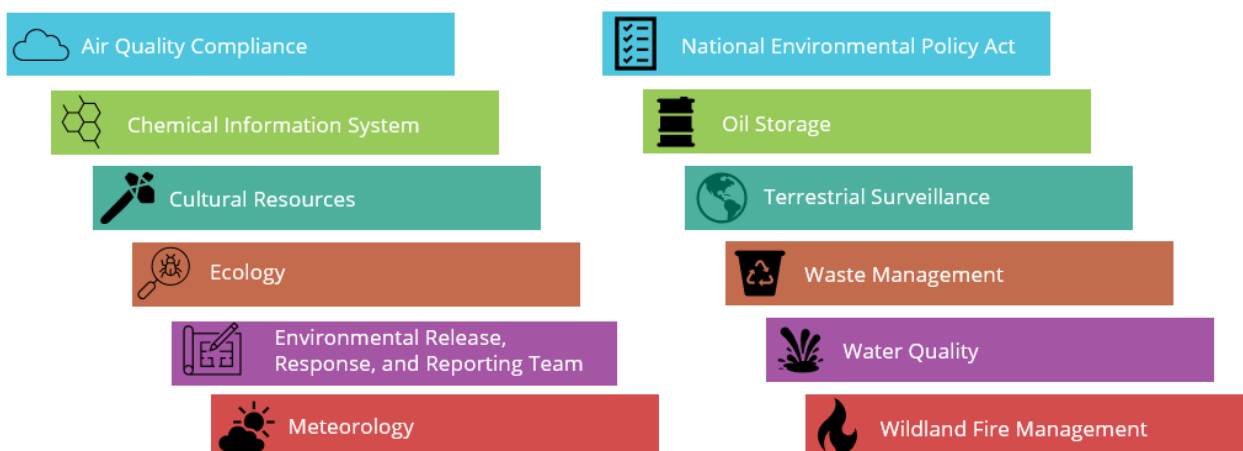 Air Quality Compliance
Chemical Information System
Cultural Resources
Ecology
Environmental Release,
Response, and Reporting Team
Meteorology
National Environmental Policy Act
Oil Storage
Terrestrial Surveillance
Waste Management
Water Quality
Wildland Fire Management